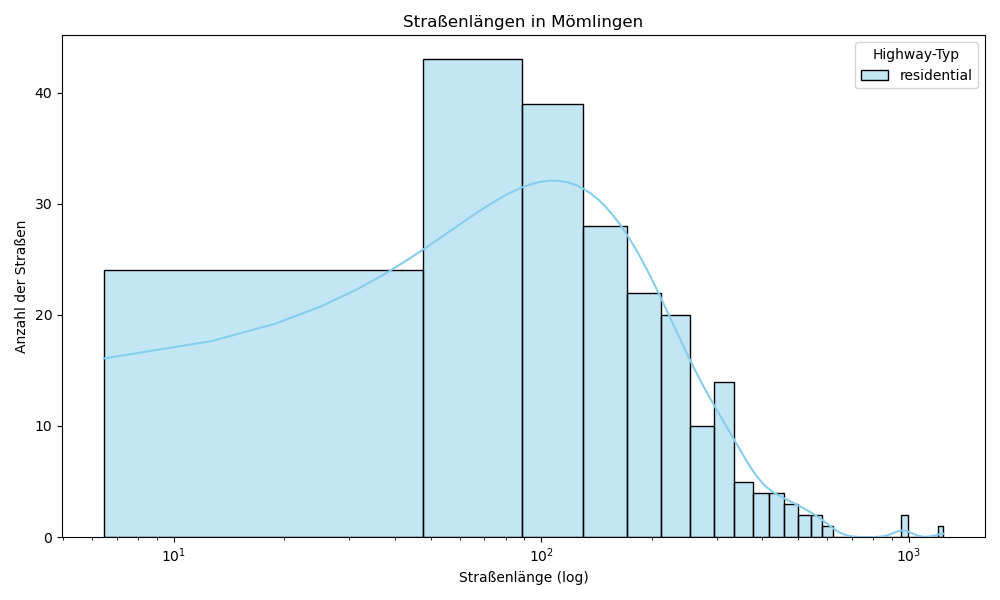 Straßenlängen in Mömlingen
Highway-Typ
residential
Anzahl der Straßen
40
30
20
10
0
10¹
10²
10³
Straßenlänge (log)